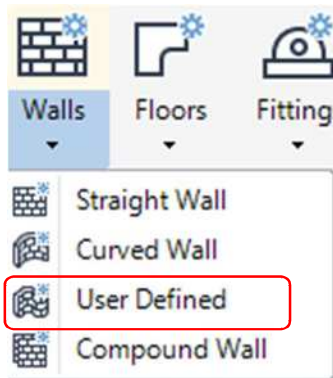 Walls Floors Fitting
Straight Wall
Curved Wall
User Defined
Compound Wall